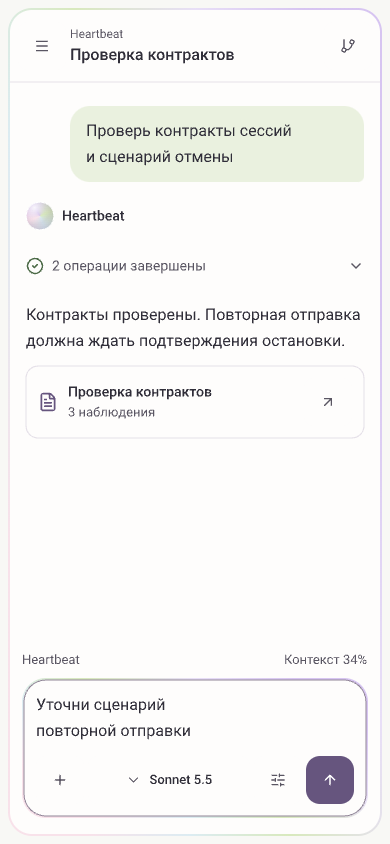 Heartbeat
Проверка контрактов
Проверь контракты сессий
и сценарий отмены
Heartbeat
2 операции завершены
Контракты проверены. Повторная отправка
должна ждать подтверждения остановки.
Проверка контрактов
3 наблюдения
Heartbeat
Контекст 34%
Уточни сценарий
повторной отправки
Sonnet 5.5